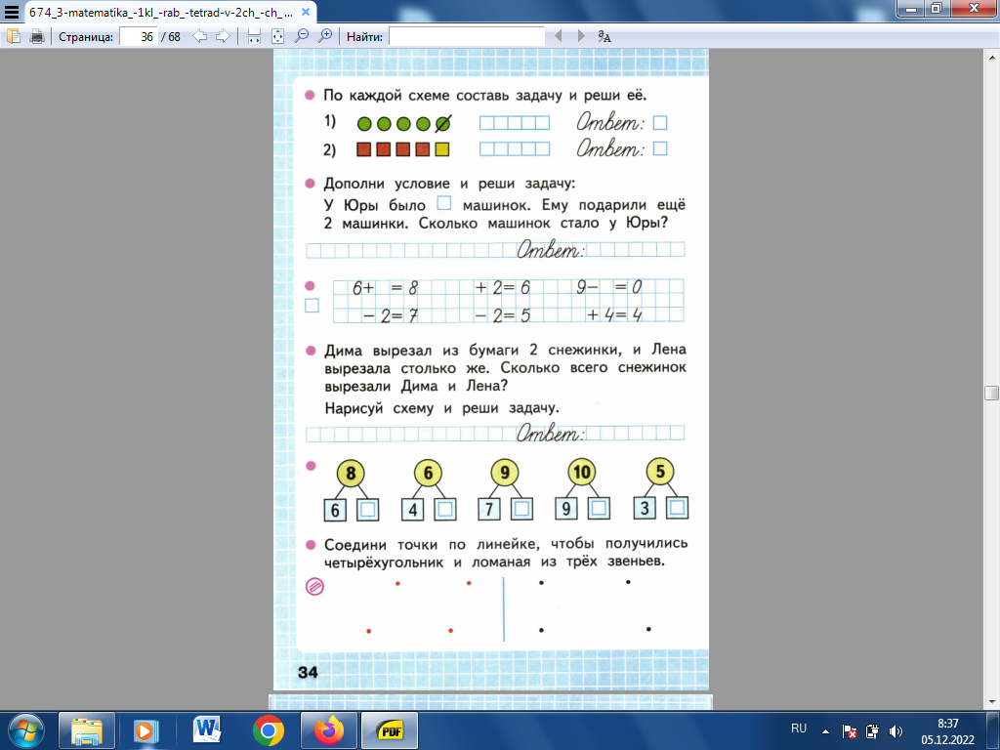 674_3-matematika_-1kl_-rab_-tetrad-v-2ch_-ch_ ...
Страница: 36 / 68 Найти:
По каждой схеме составь задачу и реши её.
1) Ответ:
2) Ответ:
Дополни условие и реши задачу:
У Юры было машинок. Ему подарили ещё
2 машинки. Сколько машинок стало у Юры?
Ответ:
6+ =8 +2=6 9− =0
−2=7 −2=5 +4=4
Дима вырезал из бумаги 2 снежинки, и Лена
вырезала столько же. Сколько всего снежинок
вырезали Дима и Лена?
Нарисуй схему и реши задачу.
Ответ:
8 6 9 10 5
6 4 7 9 3
Соедини точки по линейке, чтобы получились
четырёхугольник и ломаная из трёх звеньев.
34
RU 8:37
05.12.2022
PDF